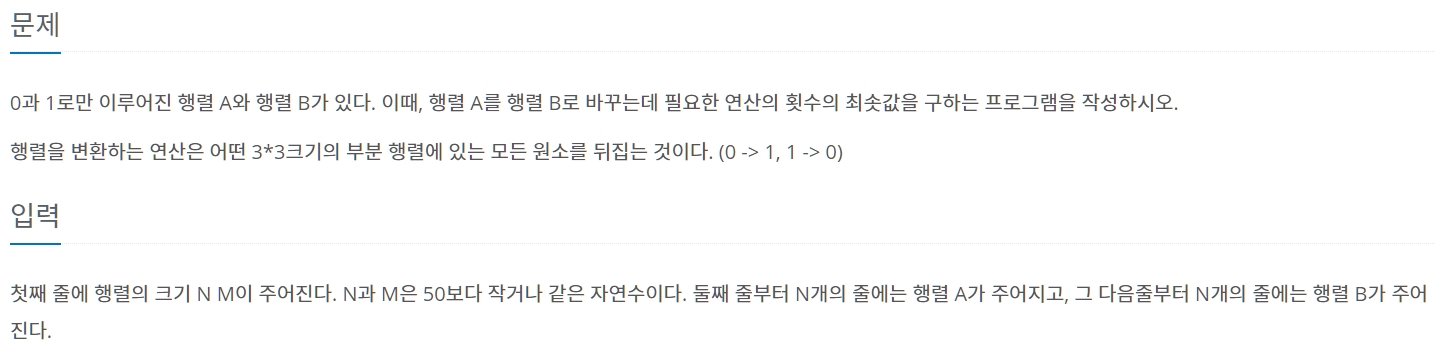 문제
0과 1로만 이루어진 행렬 A와 행렬 B가 있다. 이때, 행렬 A를 행렬 B로 바꾸는데 필요한 연산의 횟수의 최솟값을 구하는 프로그램을 작성하시오.
행렬을 변환하는 연산은 어떤 3*3크기의 부분 행렬에 있는 모든 원소를 뒤집는 것이다. (0 -> 1, 1 -> 0)
입력
첫째 줄에 행렬의 크기 N M이 주어진다. N과 M은 50보다 작거나 같은 자연수이다. 둘째 줄부터 N개의 줄에는 행렬 A가 주어지고, 그 다음줄부터 N개의 줄에는 행렬 B가 주어
진다.